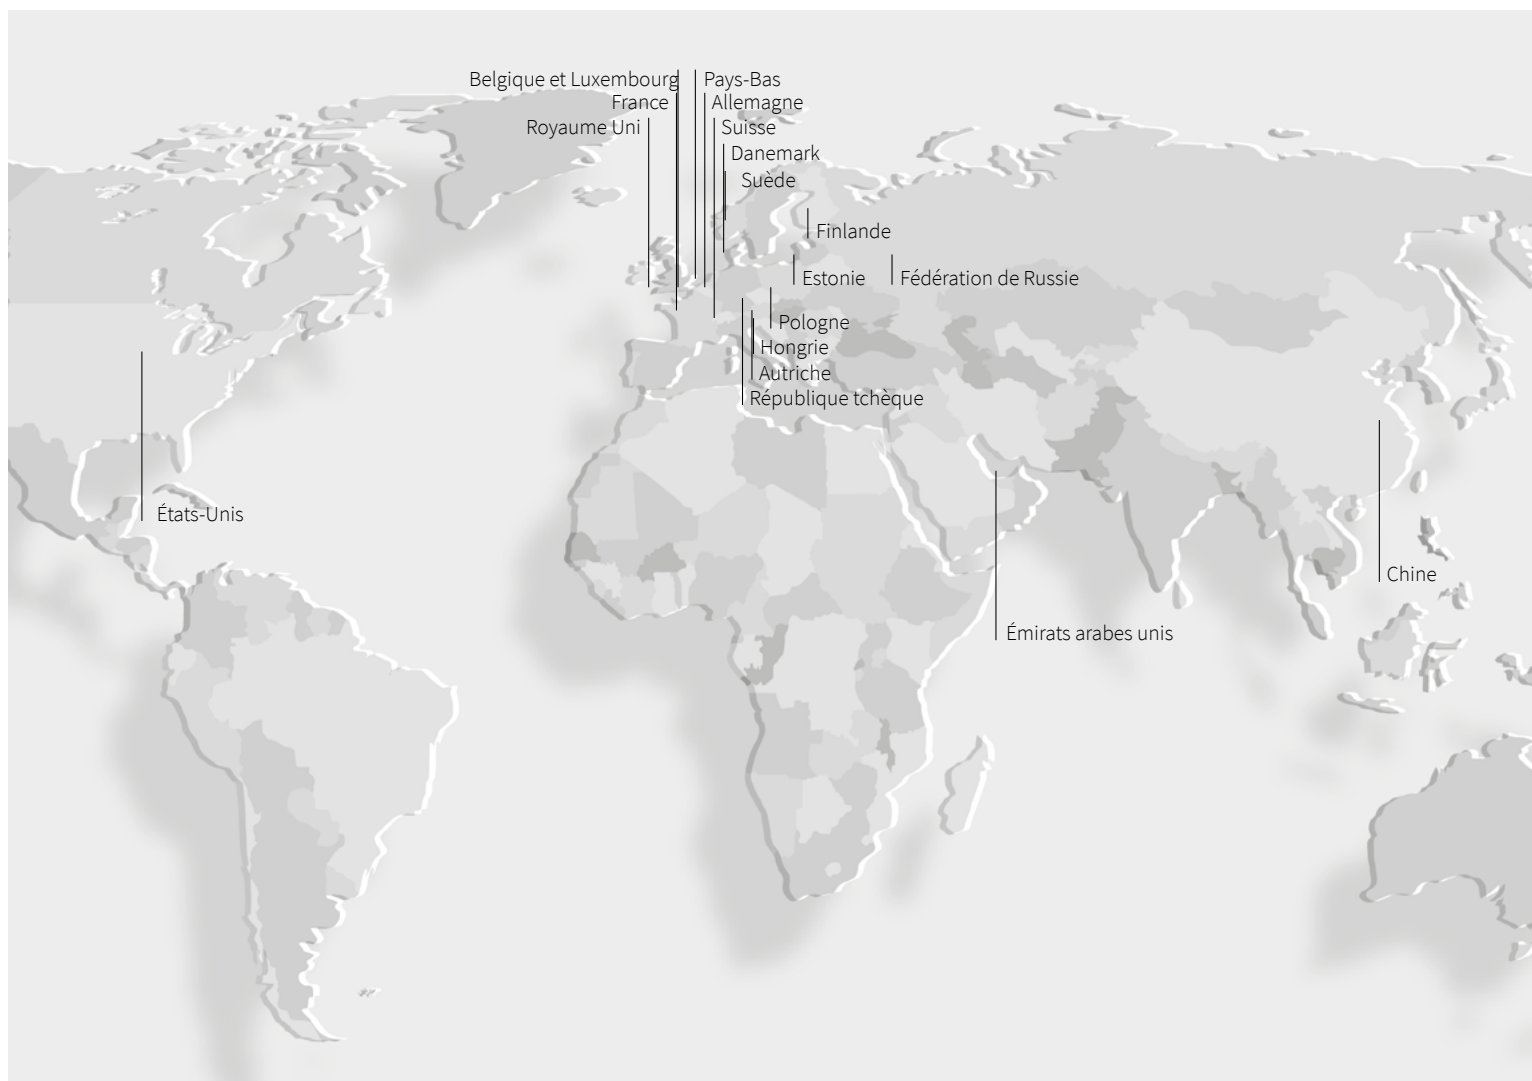 Belgique et Luxembourg
Pays-Bas
France
Allemagne
Royaume Uni
Suisse
Danemark
Suède
Finlande
Estonie
Fédération de Russie
Pologne
Hongrie
Autriche
République tchèque
États-Unis
Chine
Émirats arabes unis